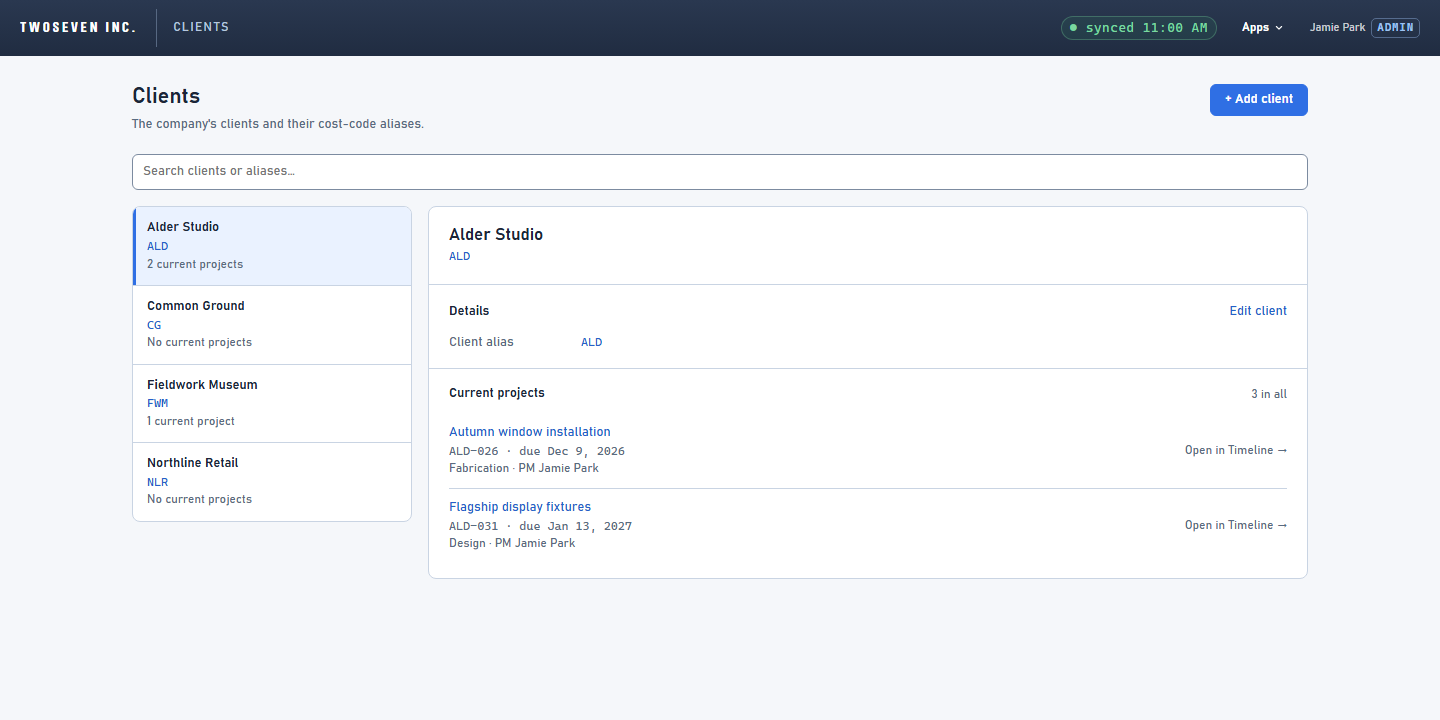 TWOSEVEN INC.
CLIENTS
synced 11:00 AM
Apps
Jamie Park
ADMIN
Clients
+ Add client
The company's clients and their cost-code aliases.
Search clients or aliases…
Alder Studio
ALD
2 current projects
Common Ground
CG
No current projects
Fieldwork Museum
FWM
1 current project
Northline Retail
NLR
No current projects
Alder Studio
ALD
Details
Edit client
Client alias
ALD
Current projects
3 in all
Autumn window installation
ALD-026 · due Dec 9, 2026
Fabrication · PM Jamie Park
Open in Timeline →
Flagship display fixtures
ALD-031 · due Jan 13, 2027
Design · PM Jamie Park
Open in Timeline →